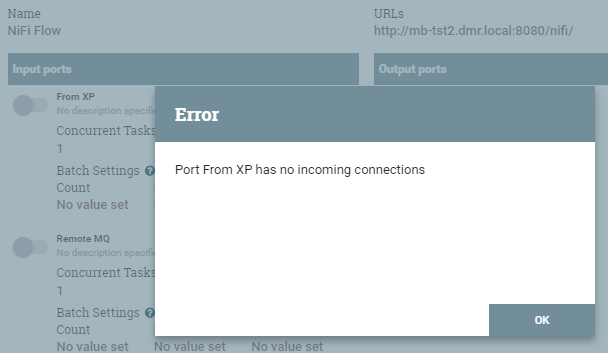 Name
URLs
NiFi Flow
http://mb-tst2.dmr.local:8080/nifi/
Input ports
Output ports
From XP
No description specifi
Concurrent Tasks
1
Batch Settings ?
Count
No value set
Error
Port From XP has no incoming connections
OK
Remote MQ
No description specifi
Concurrent Tasks
1
Batch Settings ?
Count
No value set No value set No value set